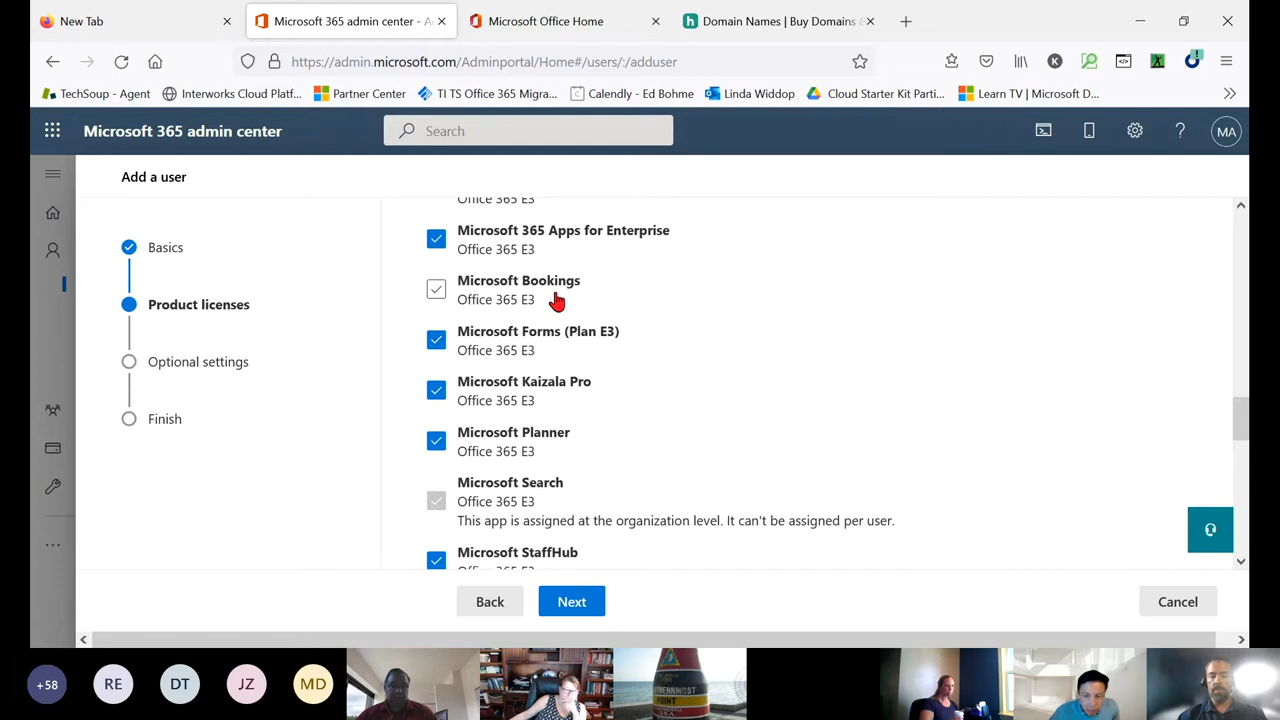 New Tab
Microsoft 365 admin center - A
Microsoft Office Home
Domain Names | Buy Domains &
https://admin.microsoft.com/Adminportal/Home#/users/:/adduser
TechSoup - Agent
Interworks Cloud Platf...
Partner Center
TI TS Office 365 Migra...
Calendly - Ed Bohme
Linda Widdop
Cloud Starter Kit Parti...
Learn TV | Microsoft D...
Microsoft 365 admin center
Search
MA
Add a user
Basics
Product licenses
Optional settings
Finish
Office 365 E3
Microsoft 365 Apps for Enterprise
Office 365 E3
Microsoft Bookings
Office 365 E3
Microsoft Forms (Plan E3)
Office 365 E3
Microsoft Kaizala Pro
Office 365 E3
Microsoft Planner
Office 365 E3
Microsoft Search
Office 365 E3
This app is assigned at the organization level. It can't be assigned per user.
Microsoft StaffHub
Office 365 E3
Back
Next
Cancel
+58
RE
DT
JZ
MD
SOUTHERNMOST
POINT